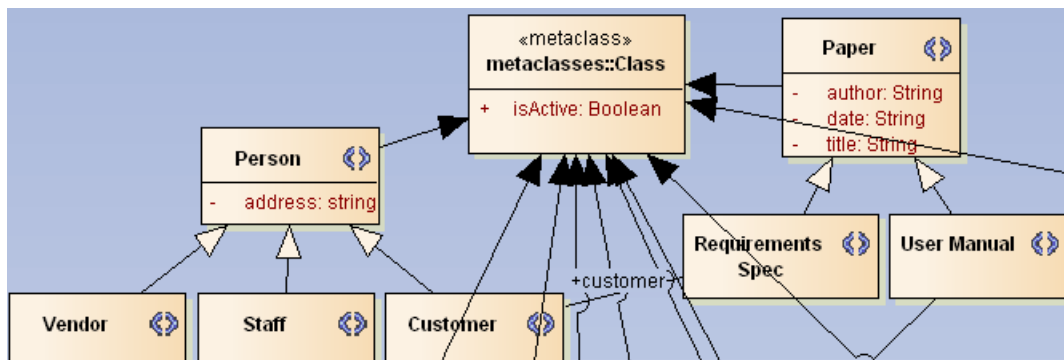 «metaclass»
metaclasses::Class
+ isActive: Boolean
Paper
- author: String
- date: String
- title: String
Person
- address: string
Requirements
Spec
User Manual
+customer
Vendor
Staff
Customer